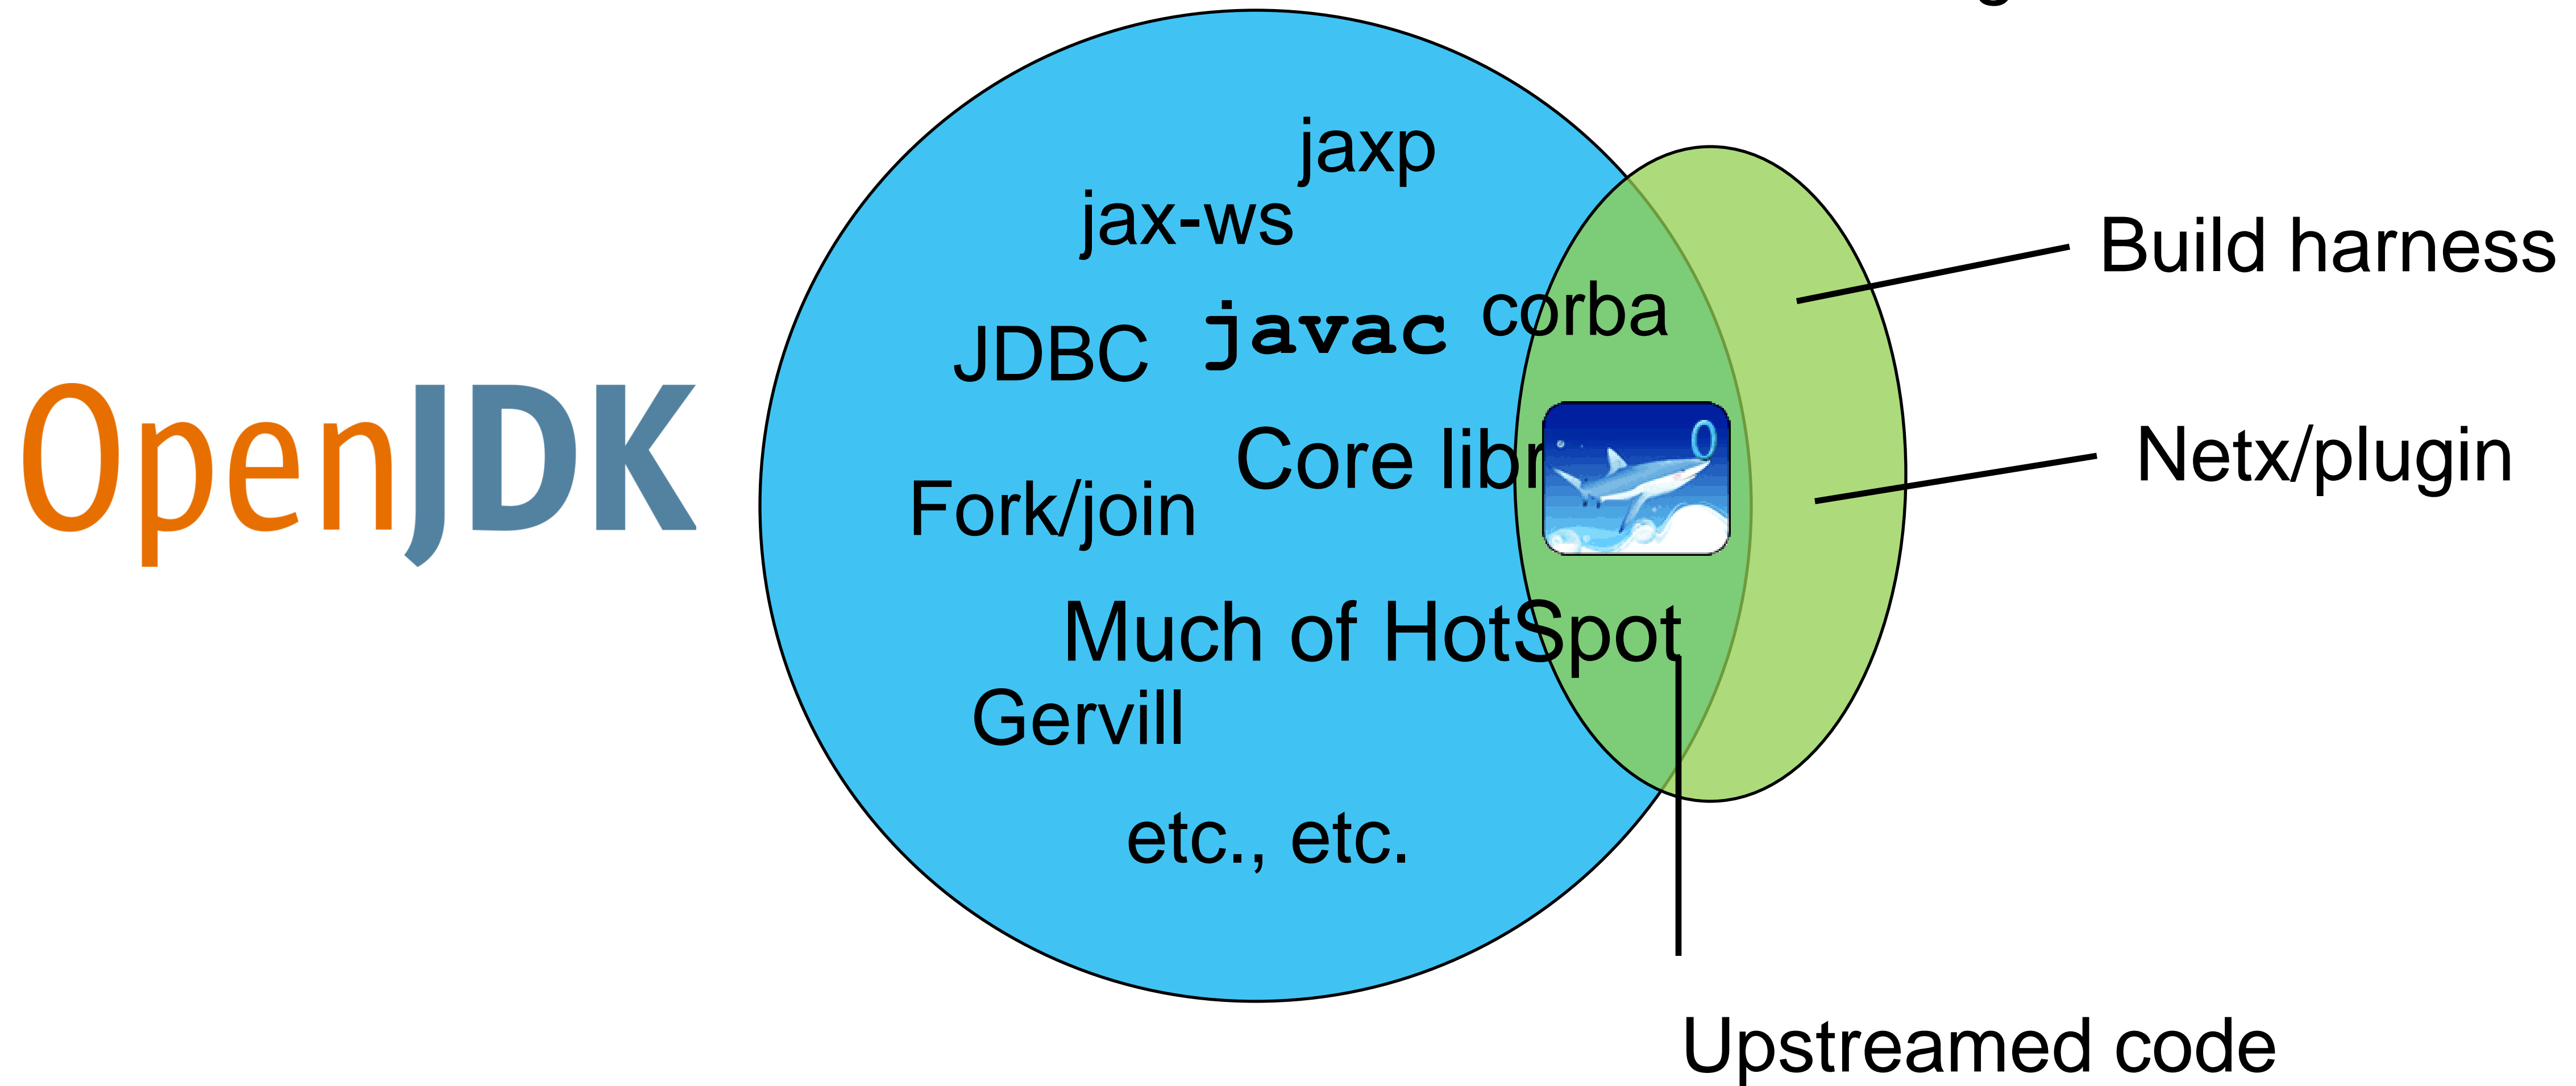 jaxp
jax-ws
Build harness
corba
javac
JDBC
OpenJDK
Core libr
0
Netx/plugin
Fork/join
Much of HotSpot
Gervill
etc., etc.
Upstreamed code